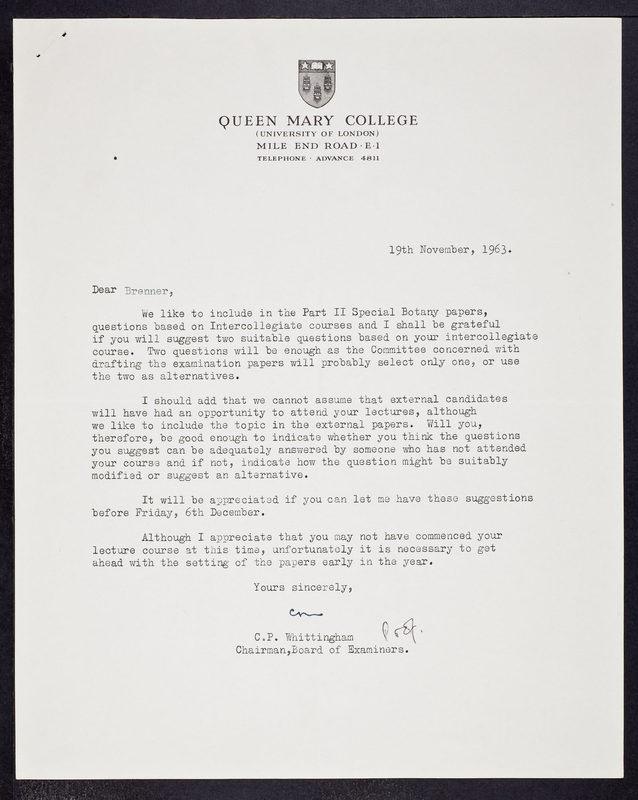 QUEEN MARY COLLEGE
(UNIVERSITY OF LONDON)
MILE END ROAD · E·1
TELEPHONE · ADVANCE 4811
19th November, 1963.
Dear Brenner,
We like to include in the Part II Special Botany papers,
questions based on Intercollegiate courses and I shall be grateful
if you will suggest two suitable questions based on your intercollegiate
course. Two questions will be enough as the Committee concerned with
drafting the examination papers will probably select only one, or use
the two as alternatives.
I should add that we cannot assume that external candidates
will have had an opportunity to attend your lectures, although
we like to include the topic in the external papers. Will you,
therefore, be good enough to indicate whether you think the questions
you suggest can be adequately answered by someone who has not attended
your course and if not, indicate how the question might be suitably
modified or suggest an alternative.
It will be appreciated if you can let me have these suggestions
before Friday, 6th December.
Although I appreciate that you may not have commenced your
lecture course at this time, unfortunately it is necessary to get
ahead with the setting of the papers early in the year.
Yours sincerely,
C.P. Whittingham
Chairman,Board of Examiners.